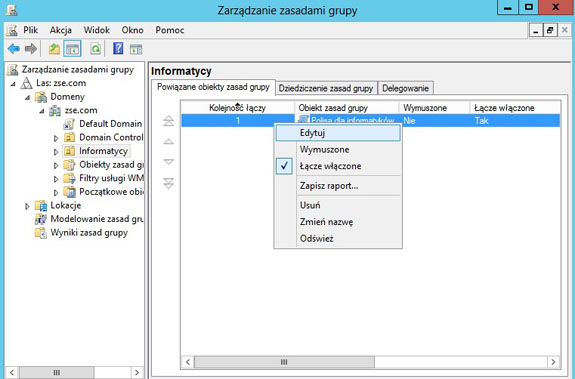 Zarządzanie zasadami grupy
Plik Akcja Widok Okno Pomoc
Zarządzanie zasadami grupy
Las: zse.com
Domeny
zse.com
Default Domain
Domain Control
Informatycy
Obiekty zasad gr
Filtry usługi WM
Początkowe obi
Lokacje
Modelowanie zasad gru
Wyniki zasad grupy
Informatycy
Powiązane obiekty zasad grupy Dziedziczenie zasad grupy Delegowanie
Kolejność łączy Obiekt zasad grupy Wymuszone Łącze włączone
1 Polisa dla informatyków Nie Tak
Edytuj
Wymuszone
Łącze włączone
Zapisz raport...
Usuń
Zmień nazwę
Odśwież